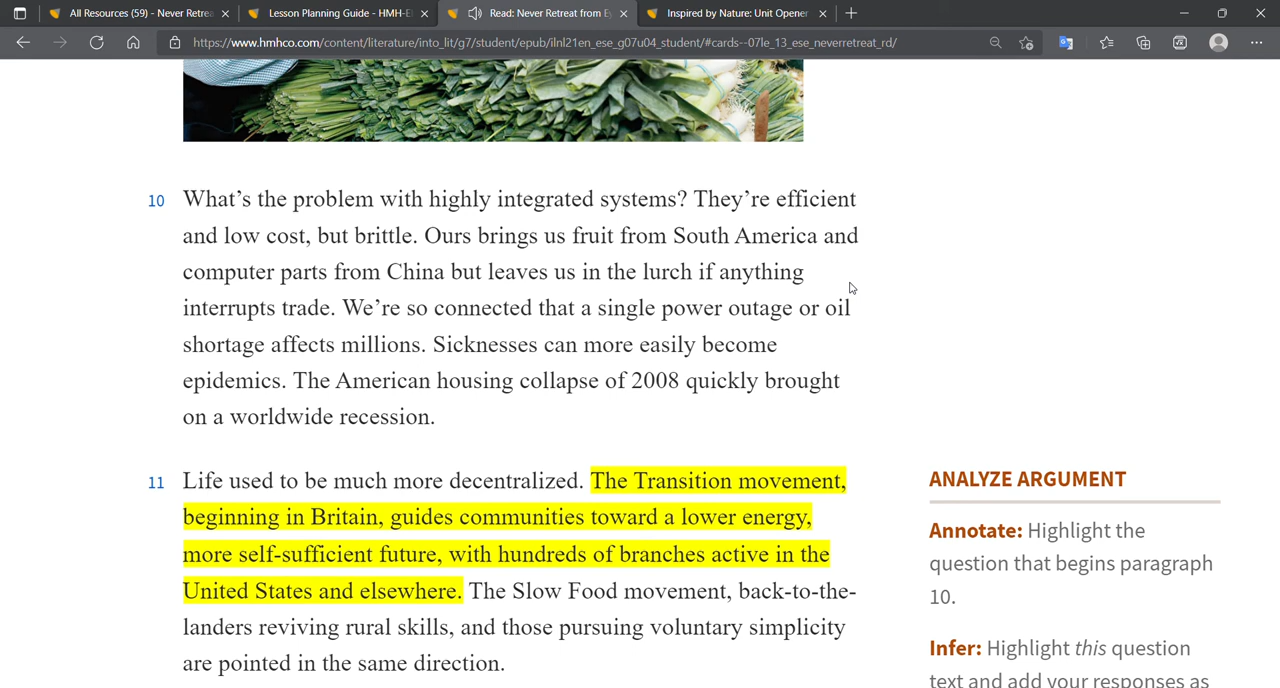 All Resources (59) - Never Retrea
Lesson Planning Guide - HMH-E
Read: Never Retreat from Ey
Inspired by Nature: Unit Opener
https://www.hmhco.com/content/literature/into_lit/g7/student/epub/ilnl21en_ese_g07u04_student/#cards--07le_13_ese_neverretreat_rd/
10 What’s the problem with highly integrated systems? They’re efficient
and low cost, but brittle. Ours brings us fruit from South America and
computer parts from China but leaves us in the lurch if anything
interrupts trade. We’re so connected that a single power outage or oil
shortage affects millions. Sicknesses can more easily become
epidemics. The American housing collapse of 2008 quickly brought
on a worldwide recession.
11 Life used to be much more decentralized. The Transition movement,
beginning in Britain, guides communities toward a lower energy,
more self-sufficient future, with hundreds of branches active in the
United States and elsewhere. The Slow Food movement, back-to-the-
landers reviving rural skills, and those pursuing voluntary simplicity
are pointed in the same direction.
ANALYZE ARGUMENT
Annotate: Highlight the
question that begins paragraph
10.
Infer: Highlight this question
text and add your responses as